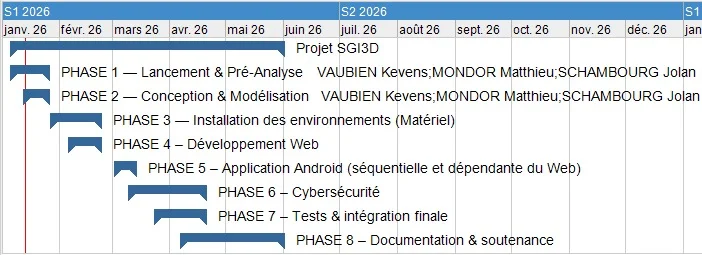 S1 2026 S2 2026 S1
janv. 26 févr. 26 mars 26 avr. 26 mai 26 juin 26 juil. 26 août 26 sept. 26 oct. 26 nov. 26 déc. 26 jan
Projet SGI3D
PHASE 1 — Lancement & Pré-Analyse VAUBIEN Kevens;MONDOR Matthieu;SCHAMBOURG Jolan
PHASE 2 — Conception & Modélisation VAUBIEN Kevens;MONDOR Matthieu;SCHAMBOURG Jolan
PHASE 3 — Installation des environnements (Matériel)
PHASE 4 – Développement Web
PHASE 5 – Application Android (séquentielle et dépendante du Web)
PHASE 6 – Cybersécurité
PHASE 7 – Tests & intégration finale
PHASE 8 – Documentation & soutenance